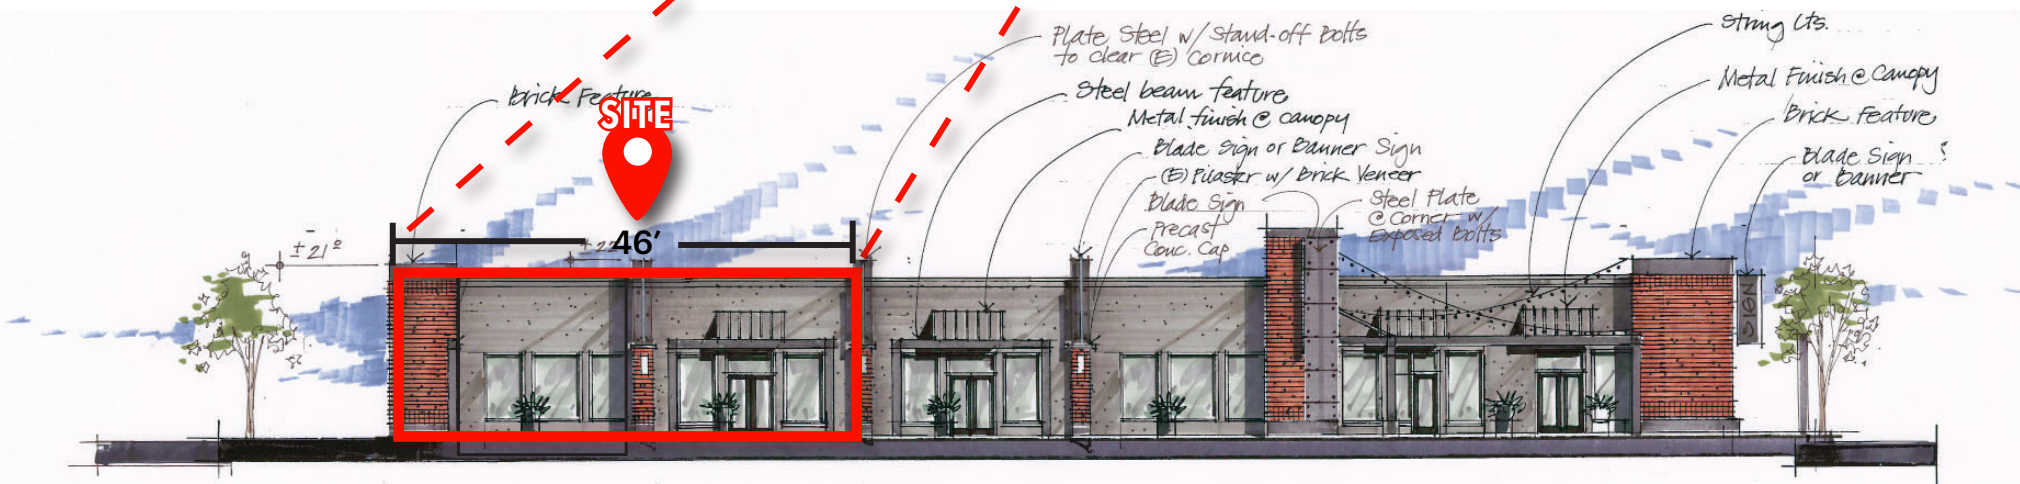 Brick Feature
SITE
46'
±21º
Plate Steel w/ Stand-off Bolts
to clear (E) Cornice
Steel beam feature
Metal finish @ canopy
Blade Sign or Banner Sign
(E) Pilaster w/ Brick Veneer
Blade Sign
Precast
Conc. Cap
Steel Plate
@ Corner w/
Exposed Bolts
String Lts.
Metal Finish @ Canopy
Brick Feature
Blade Sign ?
or Banner
SIGN